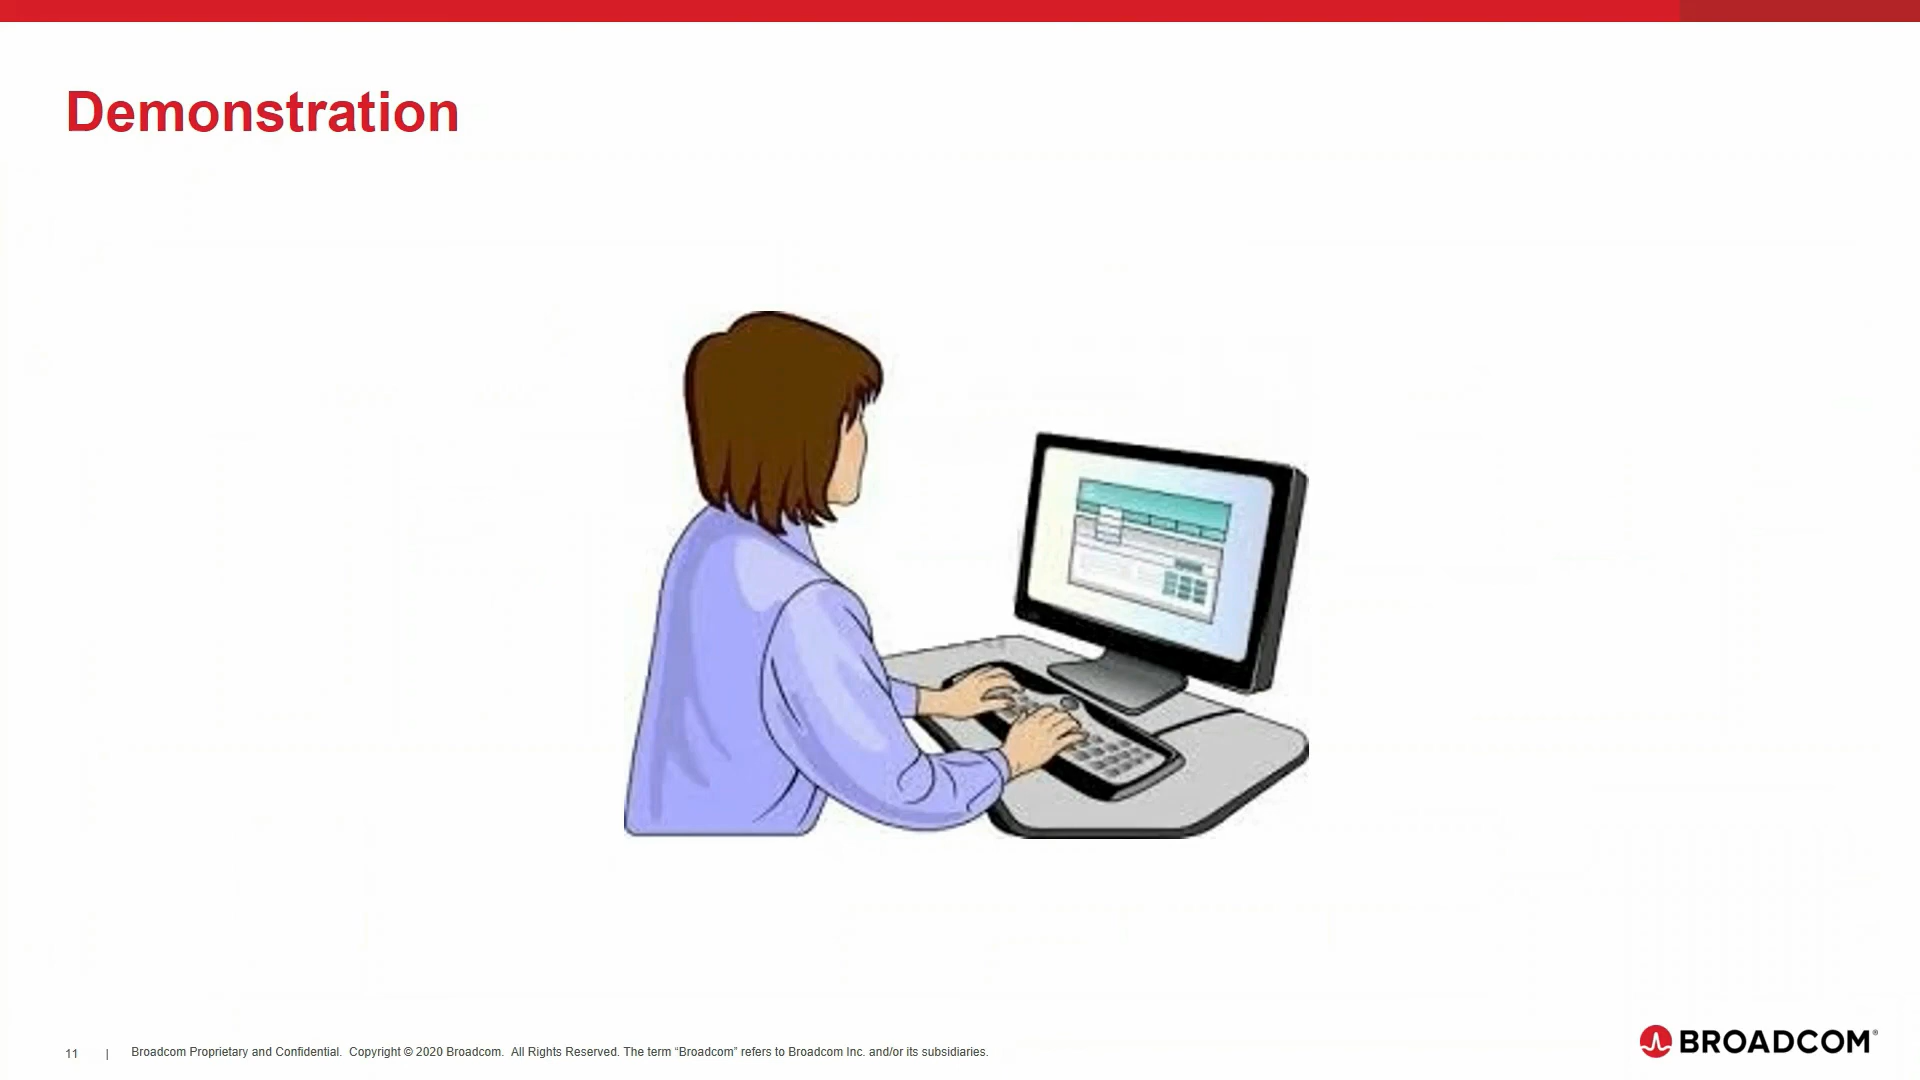 Demonstration
11 | Broadcom Proprietary and Confidential. Copyright © 2020 Broadcom. All Rights Reserved. The term “Broadcom” refers to Broadcom Inc. and/or its subsidiaries.
BROADCOM®